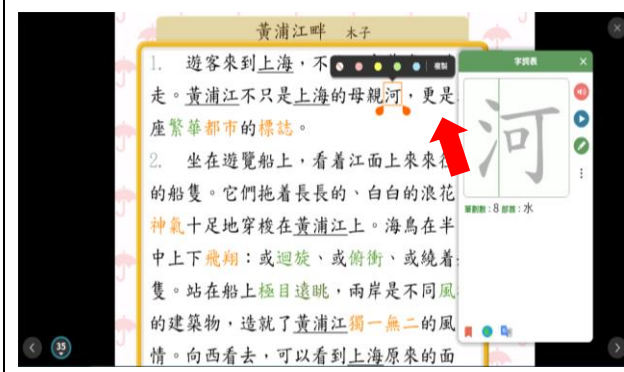 黃浦江畔　木子
1.　遊客來到上海，不
複製
走。黃浦江不只是上海的母親河，更是
座繁華都市的標誌。
2.　坐在遊覽船上，看着江面上來來往
的船隻。它們拖着長長的、白白的浪花
神氣十足地穿梭在黃浦江上。海鳥在半
中上下飛翔：或迴旋、或俯衝、或繞着
隻。站在船上極目遠眺，兩岸是不同風
的建築物，造就了黃浦江獨一無二的風
情。向西看去，可以看到上海原來的面
35
字詞表
河
筆劃數：8 部首：水